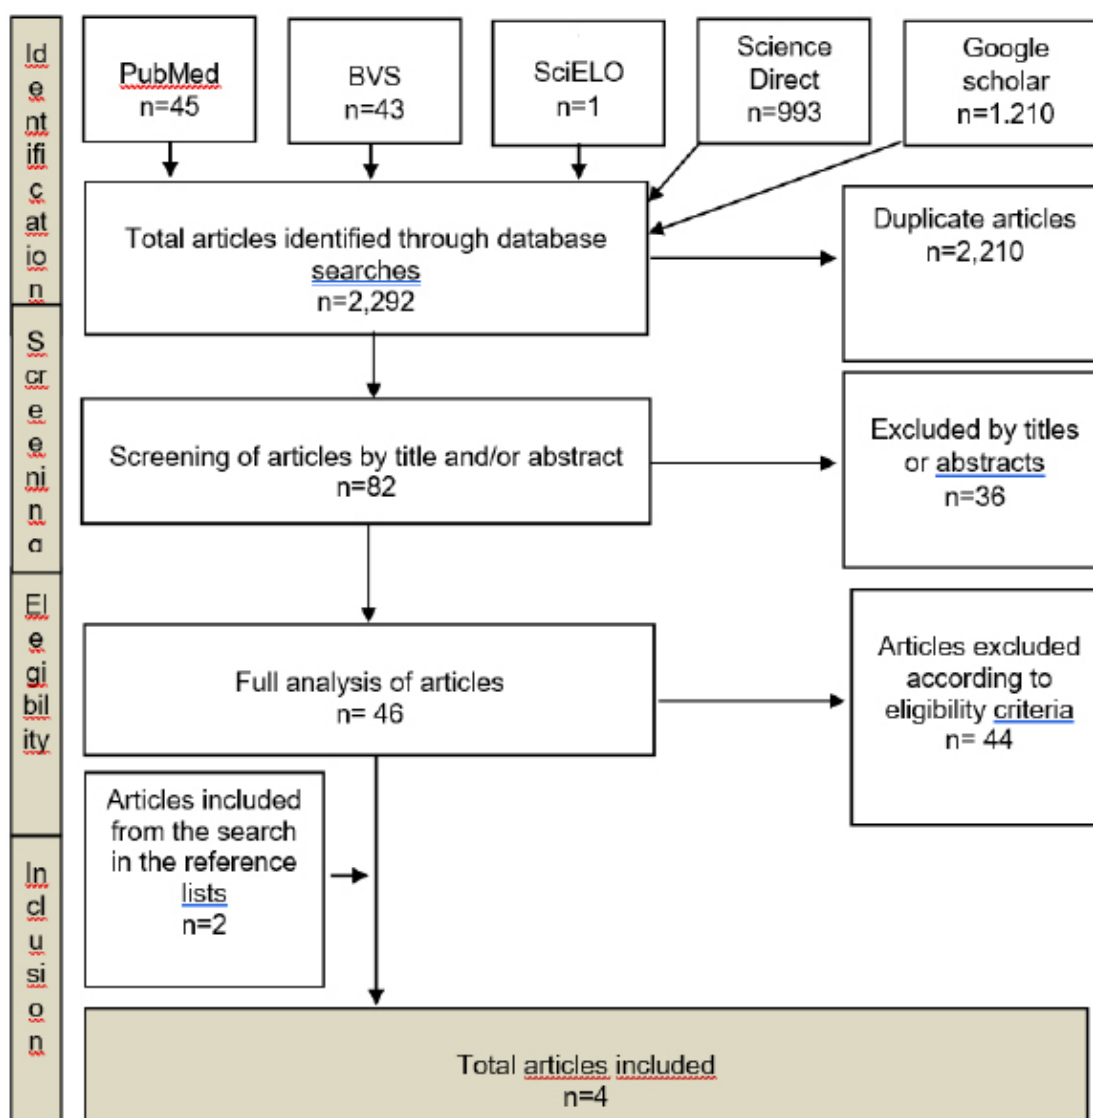 Id
e
nt
ifi
c
at
io
n
PubMed
n=45
BVS
n=43
SciELO
n=1
Science
Direct
n=993
Google
scholar
n=1.210
Total articles identified through database
searches
n=2,292
Duplicate articles
n=2,210
S
cr
e
e
ni
n
g
Screening of articles by title and/or abstract
n=82
Excluded by titles
or abstracts
n=36
El
e
gi
bil
ity
Full analysis of articles
n= 46
Articles excluded
according to
eligibility criteria
n= 44
Articles included
from the search
in the reference
lists
n=2
In
cl
u
si
o
n
Total articles included
n=4